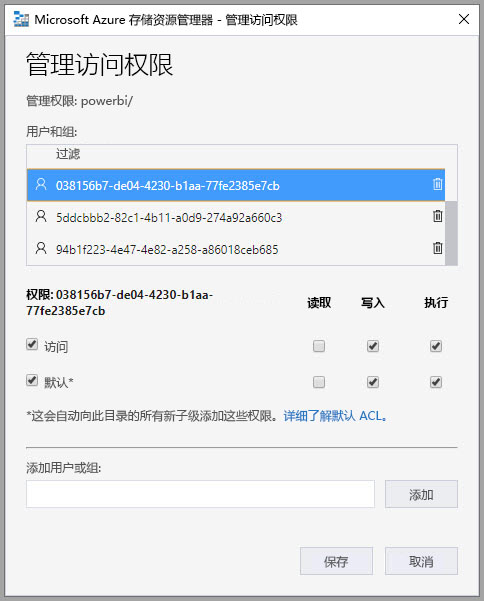 Microsoft Azure 存储资源管理器 - 管理访问权限
管理访问权限
管理权限: powerbi/
用户和组:
过滤
038156b7-de04-4230-b1aa-77fe2385e7cb
5ddcbbb2-82c1-4b11-a0d9-274a92a660c3
94b1f223-4e47-4e82-a258-a86018ceb685
权限: 038156b7-de04-4230-b1aa-
77fe2385e7cb
读取 写入 执行
访问
默认*
*这会自动向此目录的所有新子级添加这些权限。详细了解默认 ACL。
添加用户或组:
添加
保存 取消